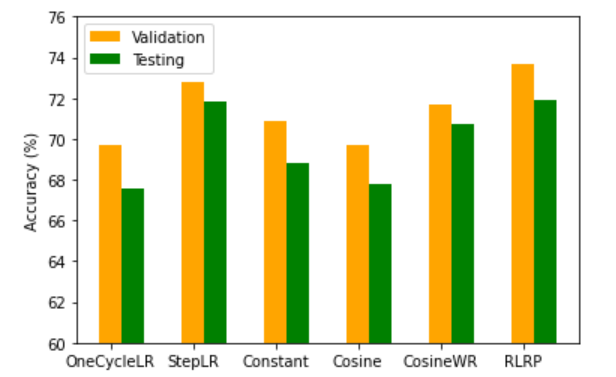 76
74
72
70
68
66
64
62
60
Accuracy (%)
Validation
Testing
OneCycleLR StepLR Constant Cosine CosineWR RLRP